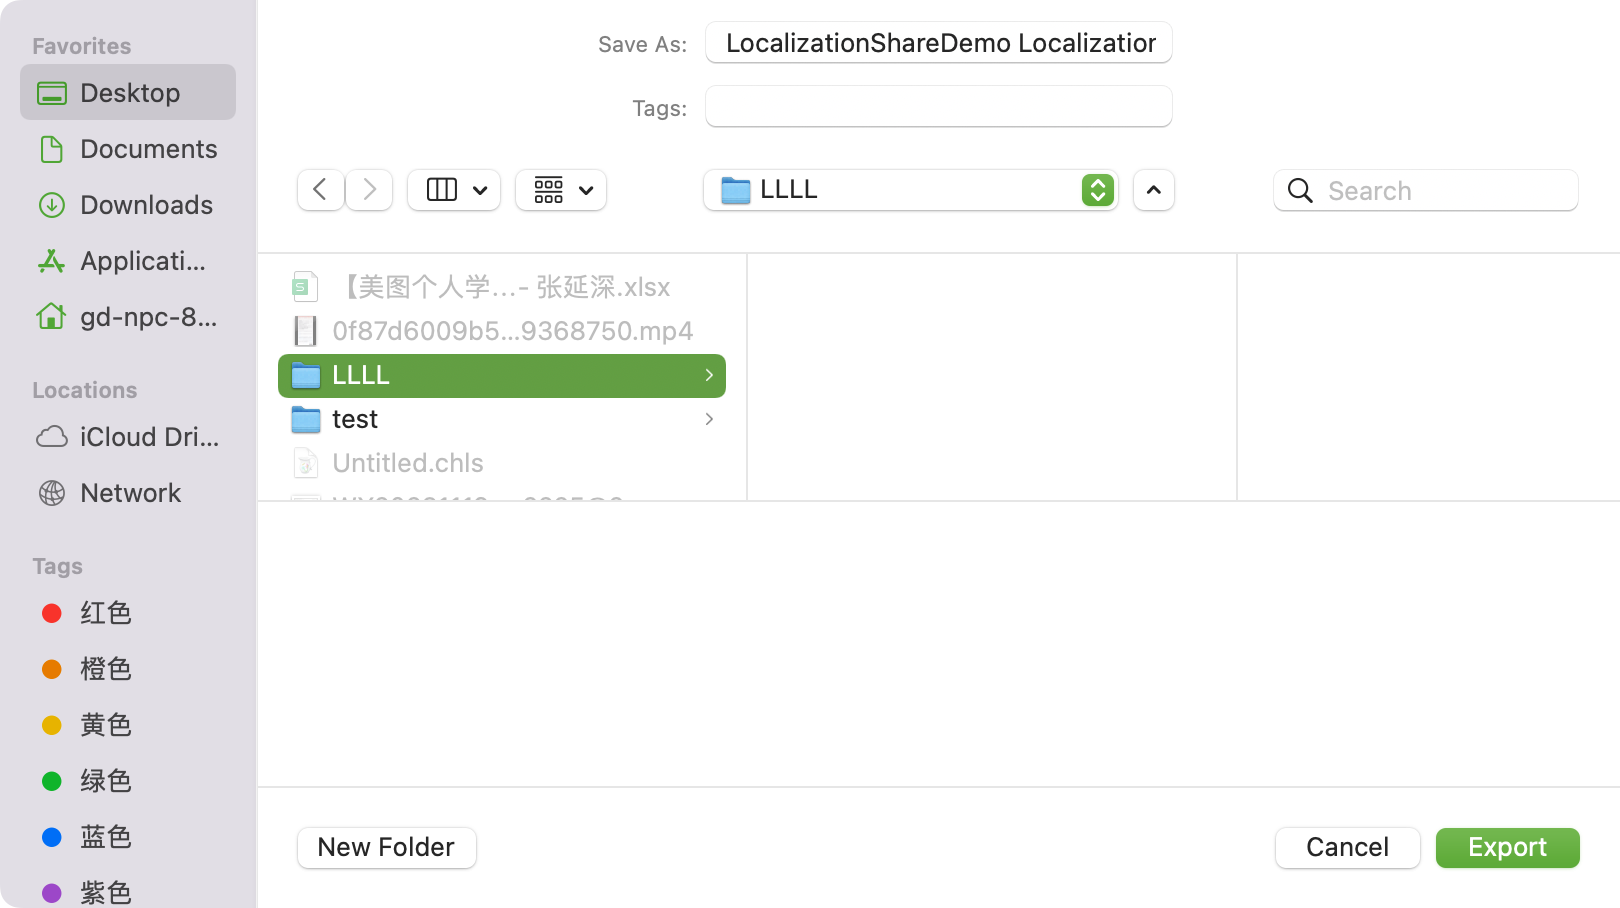 Favorites
Desktop
Documents
Downloads
Applicati...
gd-npc-8...
Locations
iCloud Dri...
Network
Tags
红色
橙色
黄色
绿色
蓝色
紫色
Save As: LocalizationShareDemo Localization
Tags:
LLLL
Search
【美图个人学...- 张延深.xlsx
0f87d6009b5...9368750.mp4
LLLL
test
Untitled.chls
New Folder
Cancel
Export